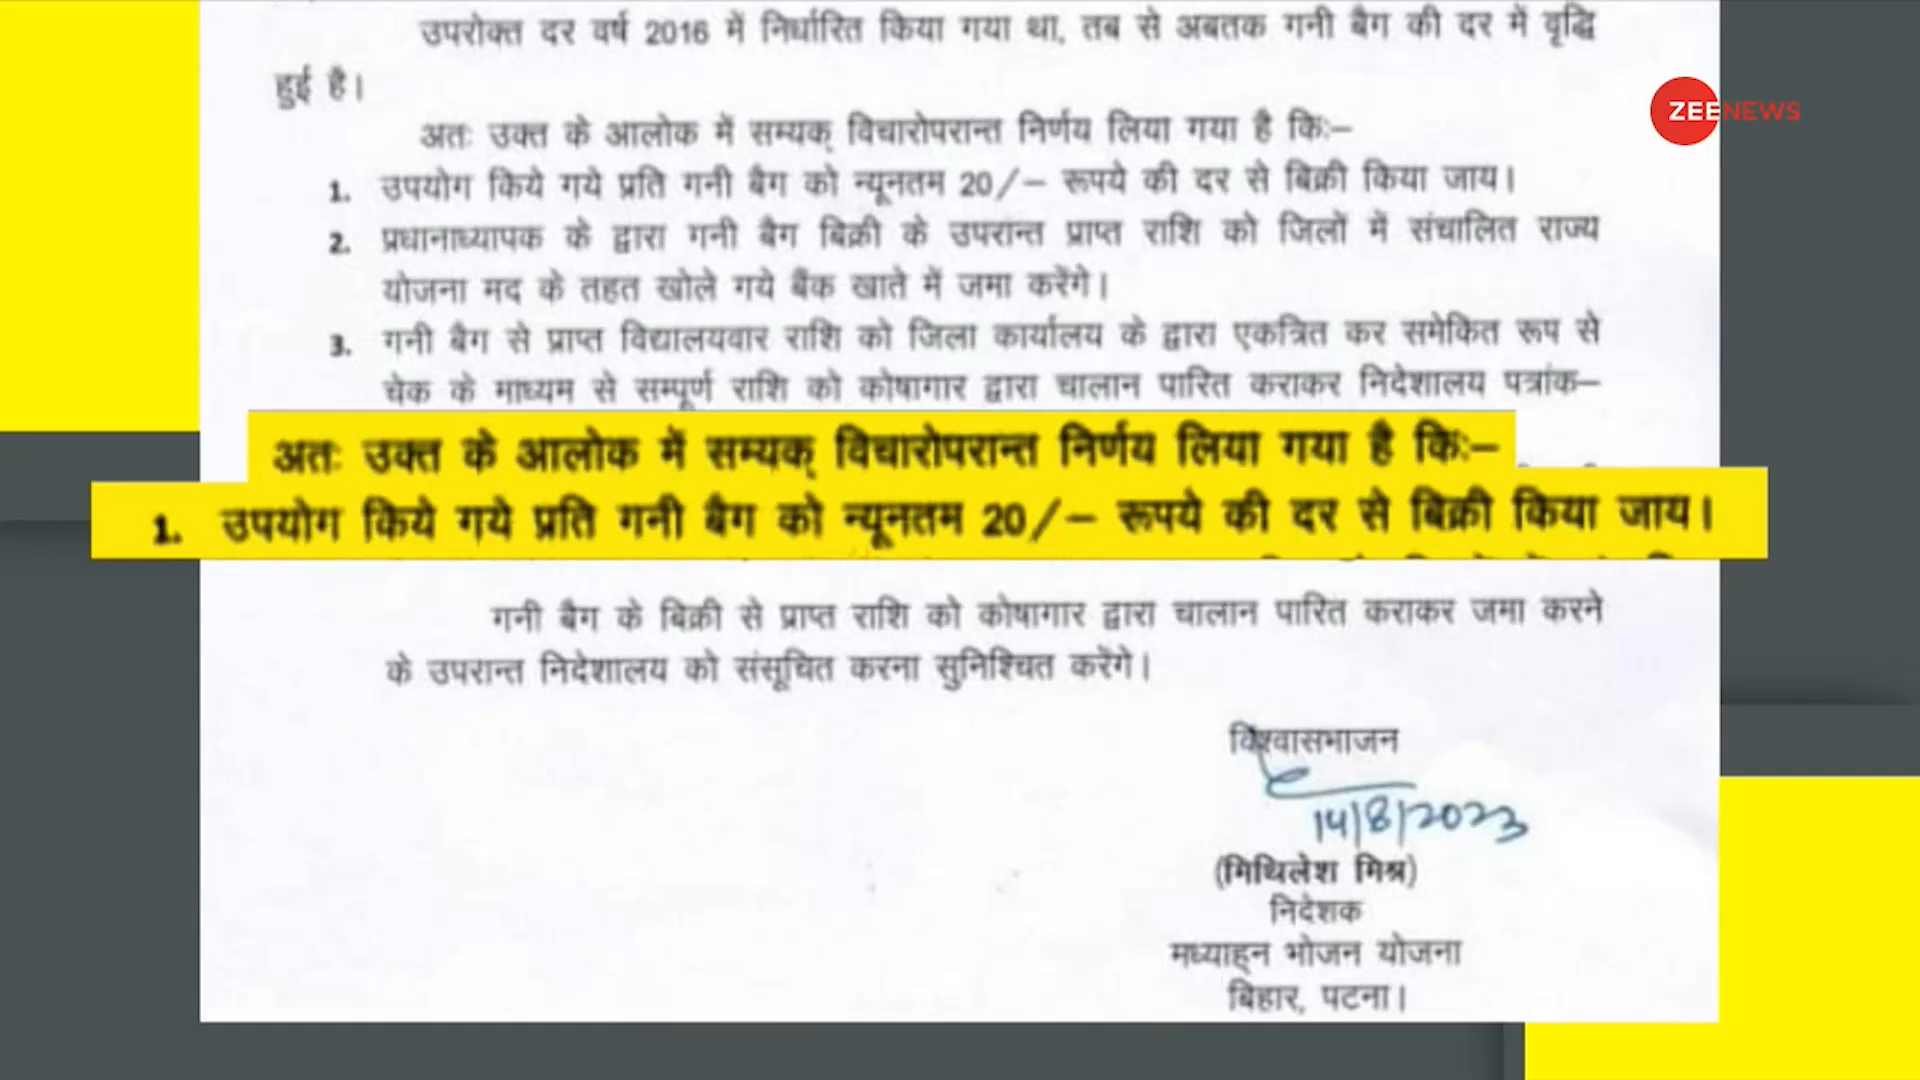 उपरोक्त दर वर्ष 2016 में निर्धारित किया गया था, तब से अबतक गनी बैग की दर में वृद्धि
हुई है।
ZEENEWS
अतः उक्त के आलोक में सम्यक् विचारोपरान्त निर्णय लिया गया है किः–
1. उपयोग किये गये प्रति गनी बैग को न्यूनतम 20/– रूपये की दर से बिक्री किया जाय।
2. प्रधानाध्यापक के द्वारा गनी बैग बिक्री के उपरान्त प्राप्त राशि को जिलों में संचालित राज्य
योजना मद के तहत खोले गये बैंक खाते में जमा करेंगे।
3. गनी बैग से प्राप्त विद्यालयवार राशि को जिला कार्यालय के द्वारा एकत्रित कर समेकित रूप से
चेक के माध्यम से सम्पूर्ण राशि को कोषागार द्वारा चालान पारित कराकर निदेशालय पत्रांक–
अतः उक्त के आलोक में सम्यक् विचारोपरान्त निर्णय लिया गया है किः–
1. उपयोग किये गये प्रति गनी बैग को न्यूनतम 20/– रूपये की दर से बिक्री किया जाय।
गनी बैग के बिक्री से प्राप्त राशि को कोषागार द्वारा चालान पारित कराकर जमा करने
के उपरान्त निदेशालय को संसूचित करना सुनिश्चित करेंगे।
विश्वासभाजन
14/8/2023
(मिथिलेश मिश्र)
निदेशक
मध्याह्न भोजन योजना
बिहार, पटना।